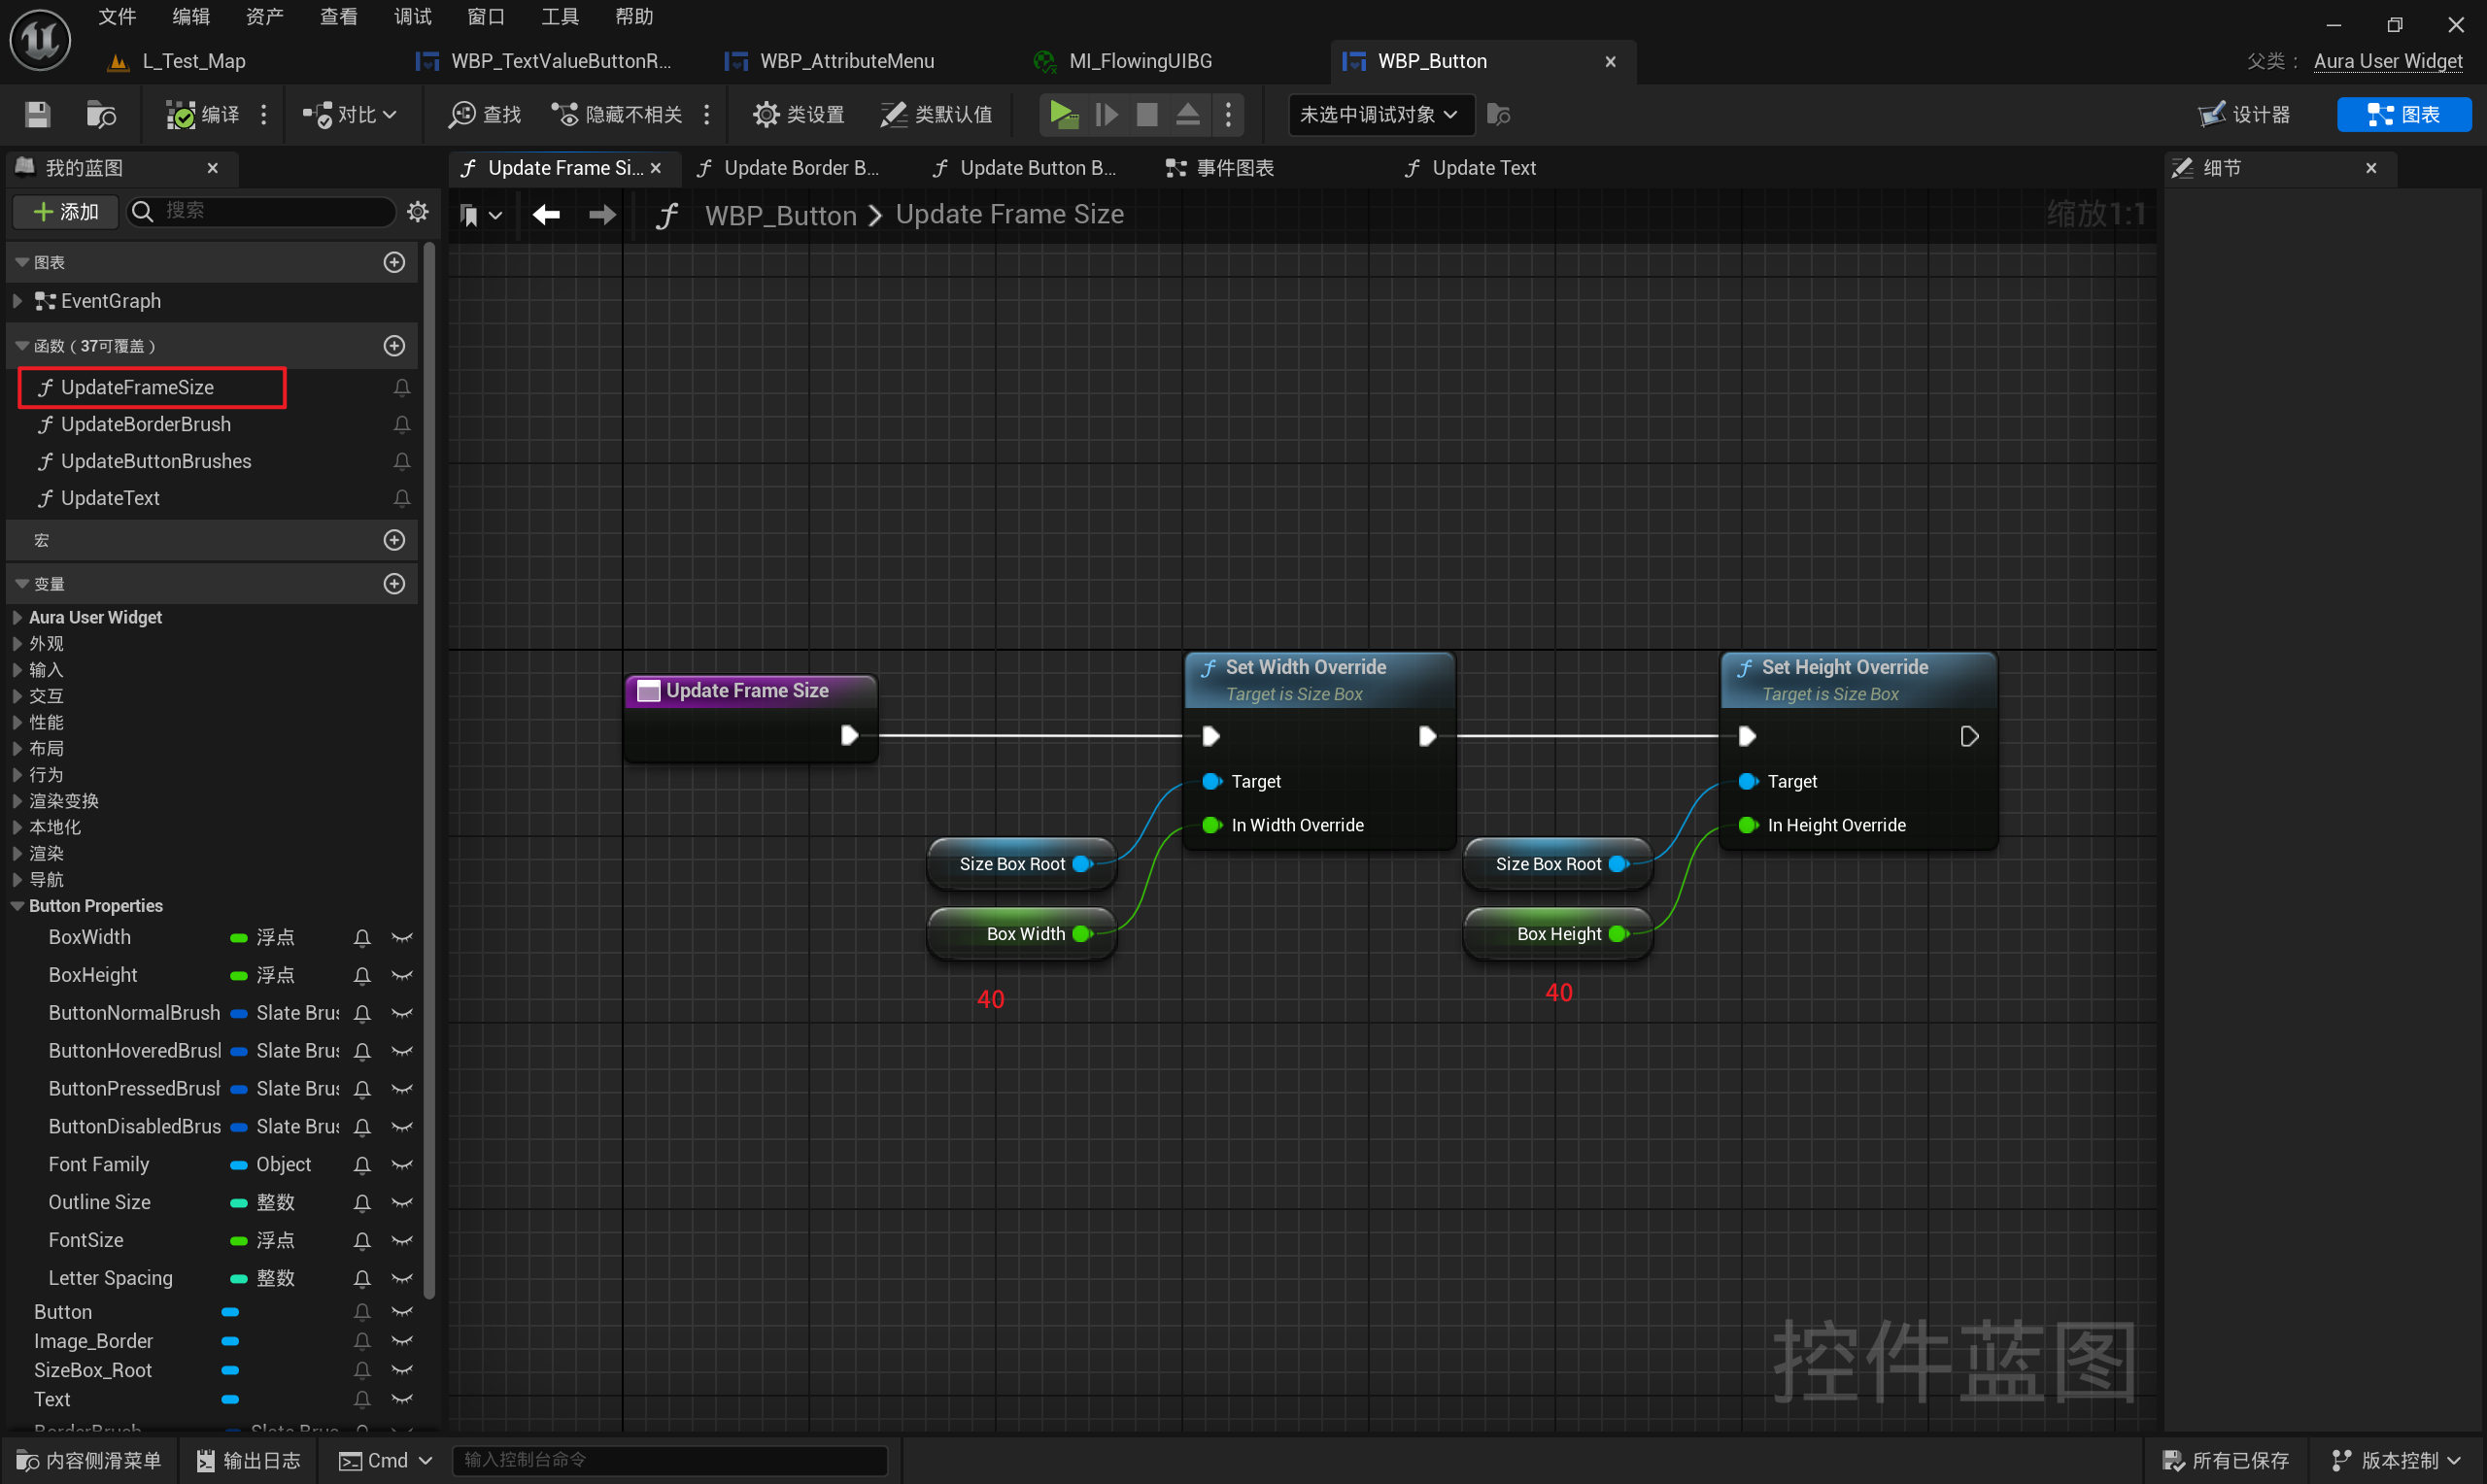 文件 编辑 资产 查看 调试 窗口 工具 帮助
L_Test_Map WBP_TextValueButtonR... WBP_AttributeMenu MI_FlowingUIBG WBP_Button 父类： Aura User Widget
编译 对比 查找 隐藏不相关 类设置 类默认值 未选中调试对象 设计器 图表
我的蓝图 Update Frame Si... Update Border B... Update Button B... 事件图表 Update Text 细节
添加 搜索 WBP_Button Update Frame Size 缩放1:1
图表
EventGraph
函数（37可覆盖）
UpdateFrameSize
UpdateBorderBrush
UpdateButtonBrushes
UpdateText
宏
变量
Aura User Widget
外观
输入
交互
性能
布局
行为
渲染变换
本地化
渲染
导航
Button Properties
BoxWidth 浮点
BoxHeight 浮点
ButtonNormalBrush Slate Brus
ButtonHoveredBrusl Slate Brus
ButtonPressedBrush Slate Brus
ButtonDisabledBrus Slate Brus
Font Family Object
Outline Size 整数
FontSize 浮点
Letter Spacing 整数
Button
Image_Border
SizeBox_Root
Text
Update Frame Size
Set Width Override
Target is Size Box
Target
In Width Override
Size Box Root
Box Width
40
Set Height Override
Target is Size Box
Target
In Height Override
Size Box Root
Box Height
40
控件蓝图
内容侧滑菜单 输出日志 Cmd 输入控制台命令 所有已保存 版本控制